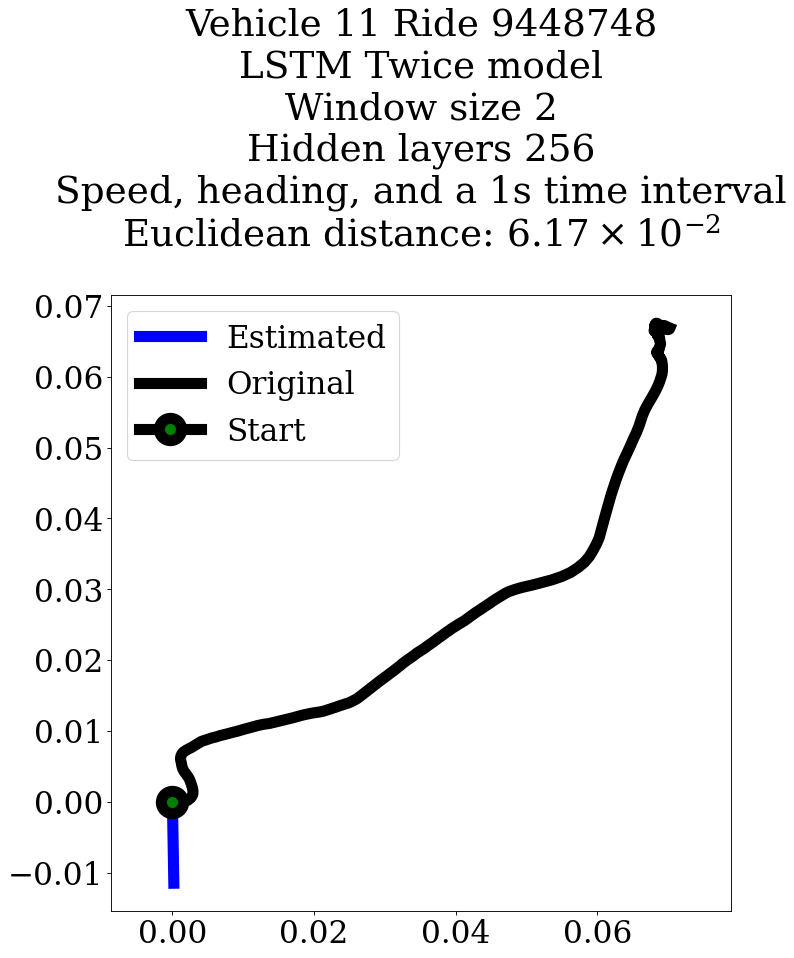 Vehicle 11 Ride 9448748
LSTM Twice model
Window size 2
Hidden layers 256
Speed, heading, and a 1s time interval
Euclidean distance: 6.17 × 10⁻²
0.07
Estimated
0.06
Original
Start
0.05
0.04
0.03
0.02
0.01
0.00
−0.01
0.00 0.02 0.04 0.06